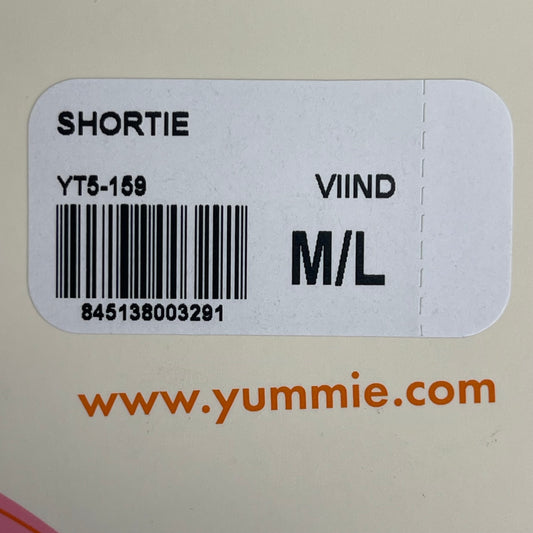 SHORTIE
YT5-159 VIIND
M/L
845138003291
www.yummie.com